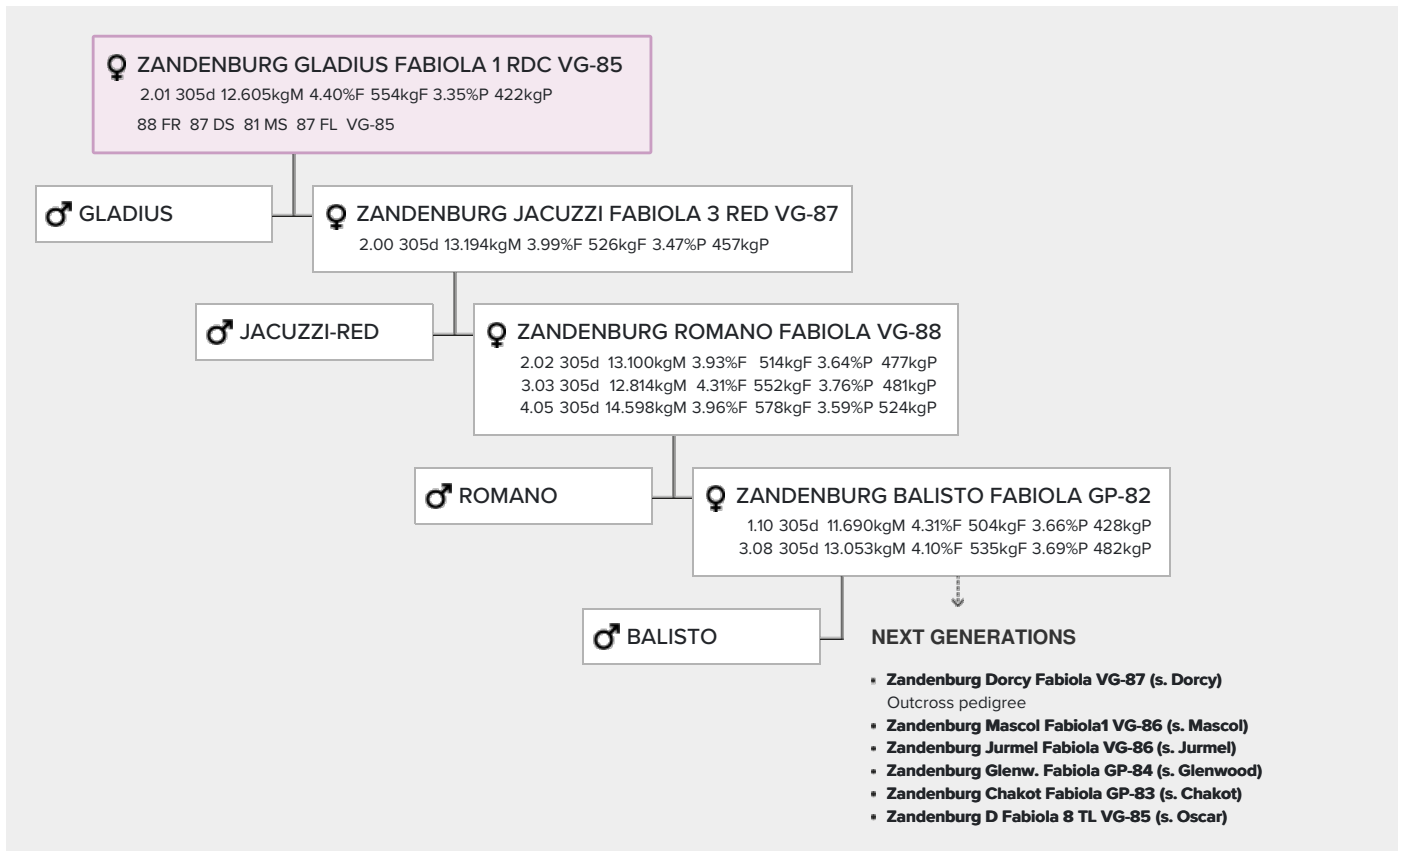 ZANDENBURG GLADIUS FABIOLA 1 RDC VG-85
2.01 305d 12.605kgM 4.40%F 554kgF 3.35%P 422kgP
88 FR 87 DS 81 MS 87 FL VG-85
GLADIUS
ZANDENBURG JACUZZI FABIOLA 3 RED VG-87
2.00 305d 13.194kgM 3.99%F 526kgF 3.47%P 457kgP
JACUZZI-RED
ZANDENBURG ROMANO FABIOLA VG-88
2.02 305d 13.100kgM 3.93%F 514kgF 3.64%P 477kgP
3.03 305d 12.814kgM 4.31%F 552kgF 3.76%P 481kgP
4.05 305d 14.598kgM 3.96%F 578kgF 3.59%P 524kgP
ROMANO
ZANDENBURG BALISTO FABIOLA GP-82
1.10 305d 11.690kgM 4.31%F 504kgF 3.66%P 428kgP
3.08 305d 13.053kgM 4.10%F 535kgF 3.69%P 482kgP
BALISTO
NEXT GENERATIONS
• Zandenburg Dorcy Fabiola VG-87 (s. Dorcy)
Outcross pedigree
• Zandenburg Mascol Fabiola1 VG-86 (s. Mascol)
• Zandenburg Jurmel Fabiola VG-86 (s. Jurmel)
• Zandenburg Glenw. Fabiola GP-84 (s. Glenwood)
• Zandenburg Chakot Fabiola GP-83 (s. Chakot)
• Zandenburg D Fabiola 8 TL VG-85 (s. Oscar)